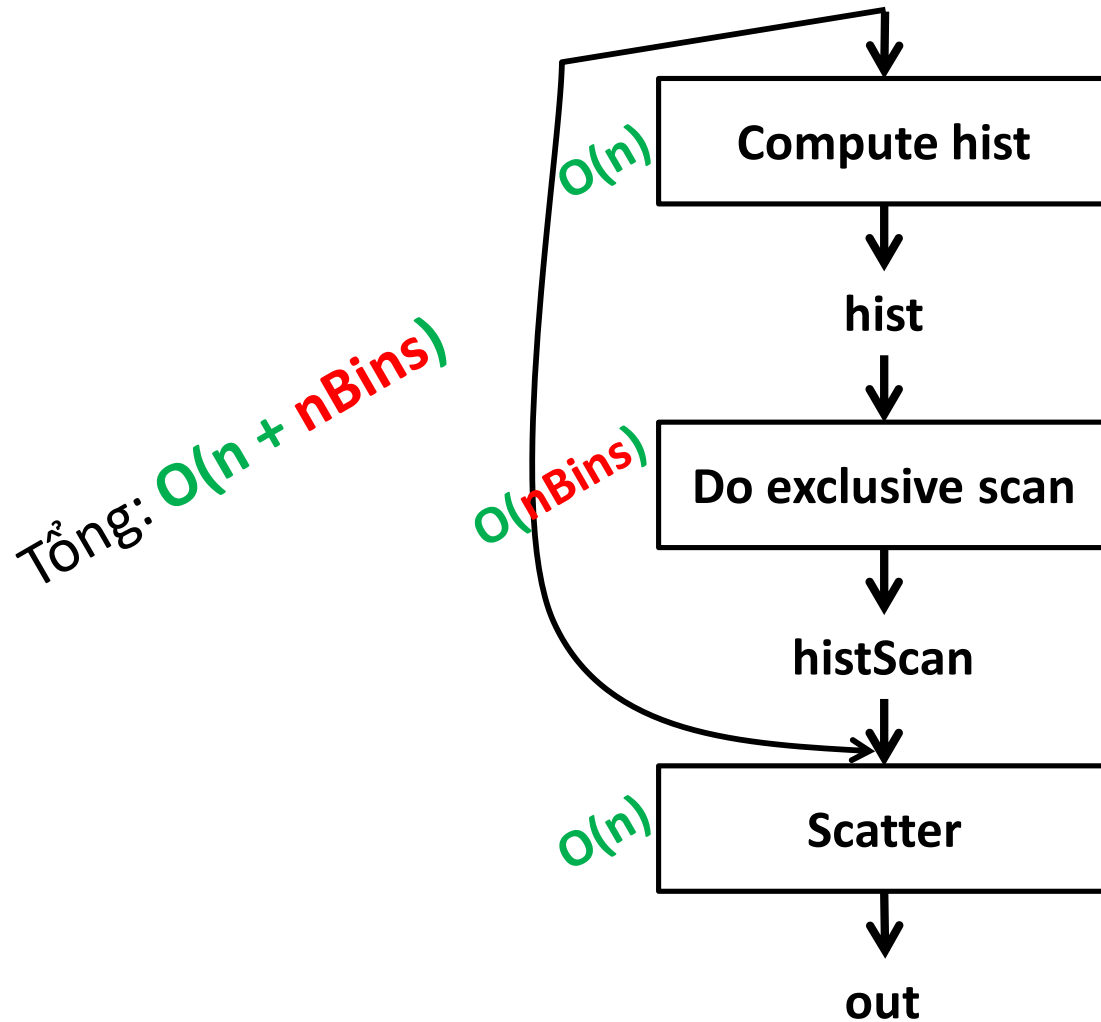 Compute hist
O(n)
hist
Tổng: O(n + nBins)
O(nBins)
Do exclusive scan
histScan
O(n)
Scatter
out